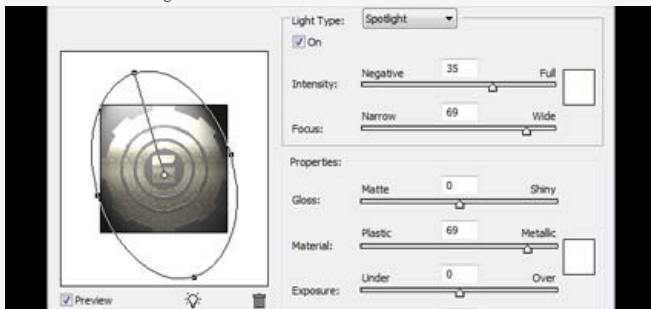 Light Type: Spotlight
On
Intensity: Negative 35 Full
Focus: Narrow 69 Wide
Properties:
Gloss: Matte 0 Shiny
Material: Plastic 69 Metallic
Exposure: Under 0 Over
Preview